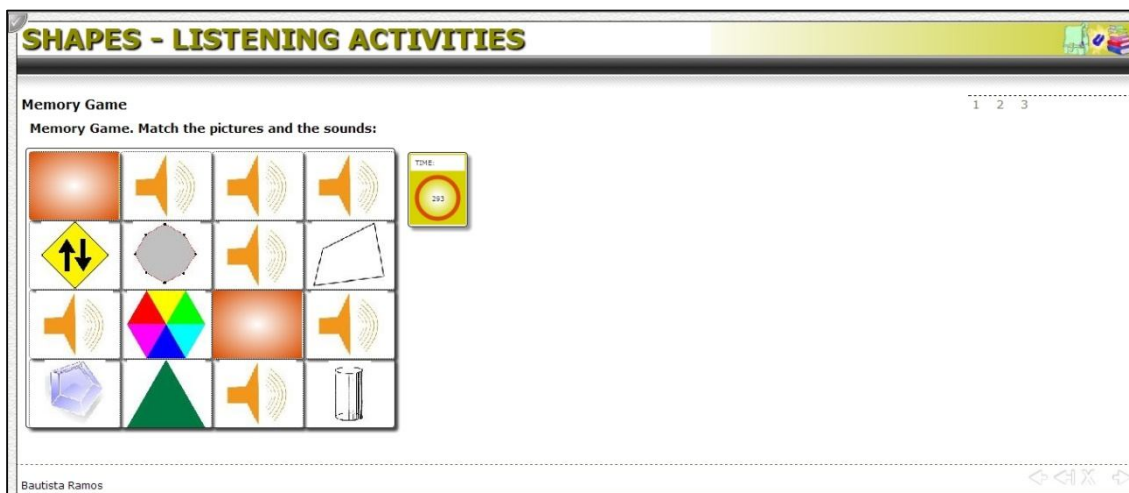 SHAPES - LISTENING ACTIVITIES
Memory Game
1 2 3
Memory Game. Match the pictures and the sounds:
TIME:
293
Bautista Ramos